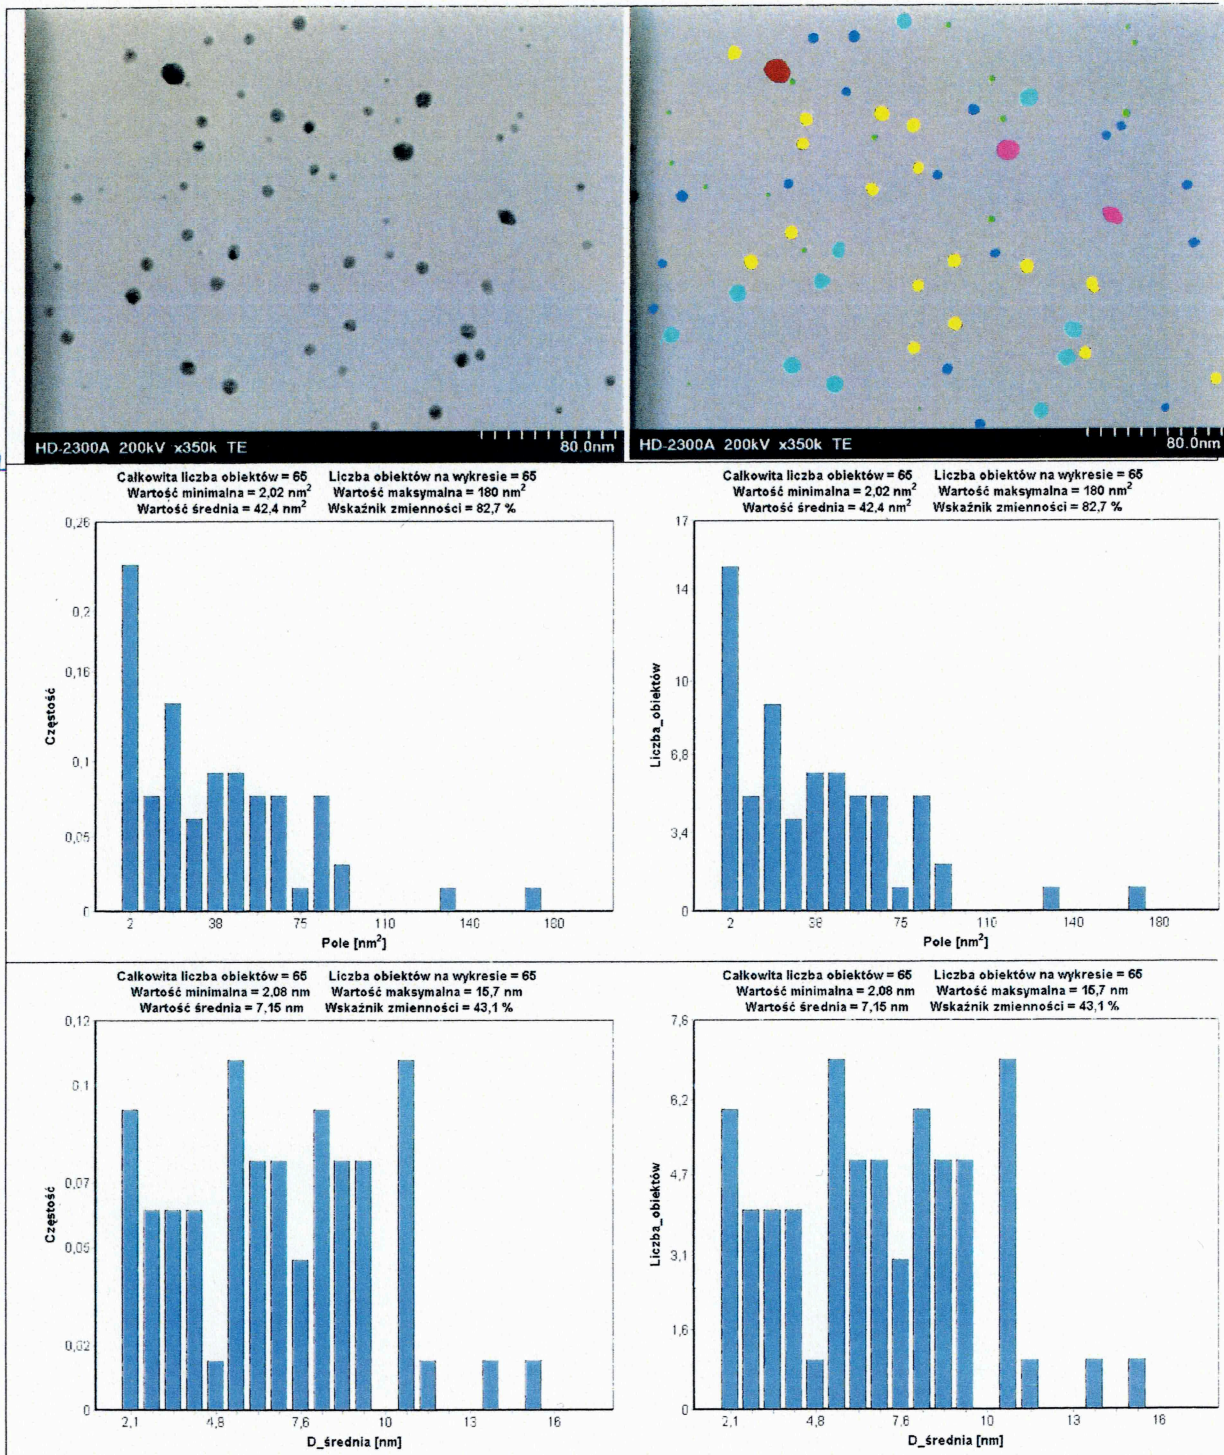 HD-2300A 200kV x350k TE 80.0nm
HD-2300A 200kV x350k TE 80.0nm
Całkowita liczba obiektów = 65 Liczba obiektów na wykresie = 65
Wartość minimalna = 2,02 nm² Wartość maksymalna = 180 nm²
Wartość średnia = 42,4 nm² Wskaźnik zmienności = 82,7 %
0,26
0,2
0,16
0,1
0,05
0
Częstość
2 38 75 110 140 180
Pole [nm²]
Całkowita liczba obiektów = 65 Liczba obiektów na wykresie = 65
Wartość minimalna = 2,02 nm² Wartość maksymalna = 180 nm²
Wartość średnia = 42,4 nm² Wskaźnik zmienności = 82,7 %
17
14
10
6,8
3,4
0
Liczba_obiektów
2 38 75 110 140 180
Pole [nm²]
Całkowita liczba obiektów = 65 Liczba obiektów na wykresie = 65
Wartość minimalna = 2,08 nm Wartość maksymalna = 15,7 nm
Wartość średnia = 7,15 nm Wskaźnik zmienności = 43,1 %
0,12
0,1
0,07
0,05
0,02
0
Częstość
2,1 4,8 7,6 10 13 16
D_średnia [nm]
Całkowita liczba obiektów = 65 Liczba obiektów na wykresie = 65
Wartość minimalna = 2,08 nm Wartość maksymalna = 15,7 nm
Wartość średnia = 7,15 nm Wskaźnik zmienności = 43,1 %
7,8
6,2
4,7
3,1
1,6
0
Liczba_obiektów
2,1 4,8 7,6 10 13 16
D_średnia [nm]